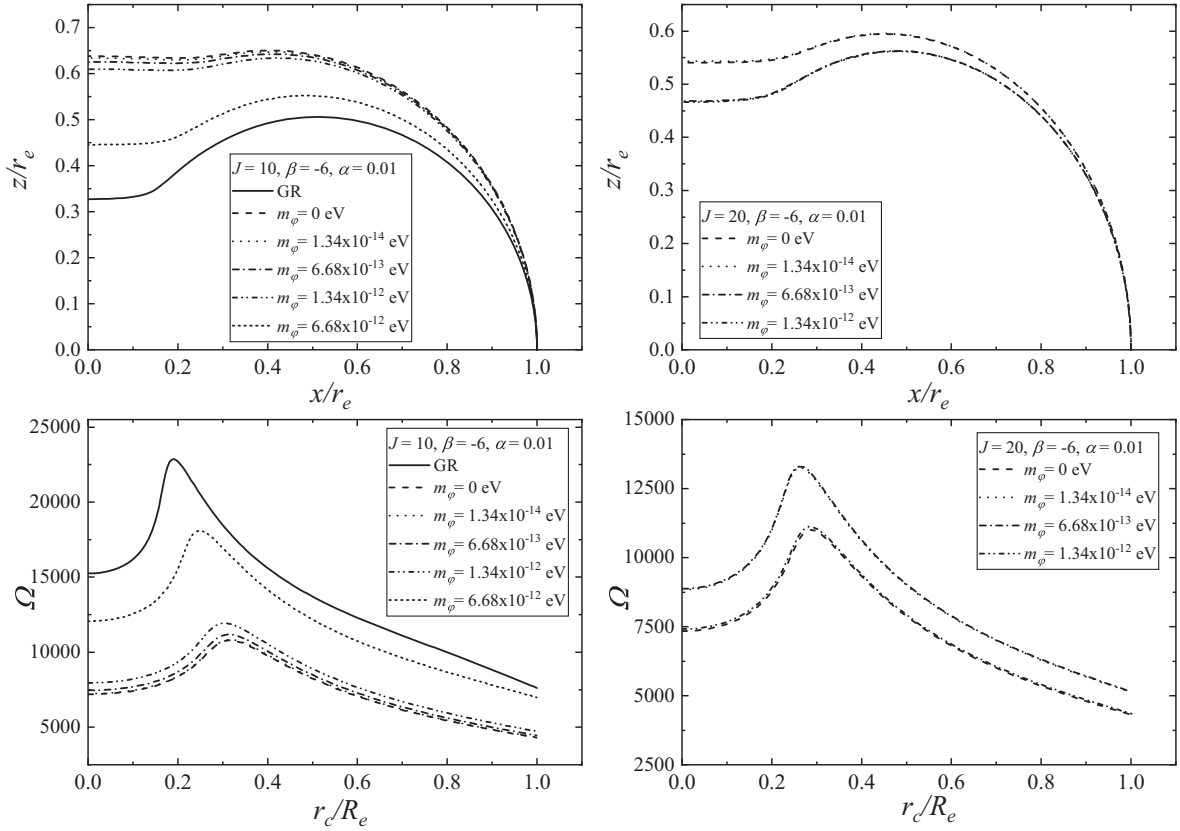 0.7
0.6
0.5
0.4
0.3
0.2
0.1
0.0
z/rₑ
J = 10, β = -6, α = 0.01
GR
m_φ = 0 eV
m_φ = 1.34x10⁻¹⁴ eV
m_φ = 6.68x10⁻¹³ eV
m_φ = 1.34x10⁻¹² eV
m_φ = 6.68x10⁻¹² eV
0.0 0.2 0.4 0.6 0.8 1.0
x/rₑ
0.6
0.5
0.4
0.3
0.2
0.1
0.0
z/rₑ
J = 20, β = -6, α = 0.01
m_φ = 0 eV
m_φ = 1.34x10⁻¹⁴ eV
m_φ = 6.68x10⁻¹³ eV
m_φ = 1.34x10⁻¹² eV
0.0 0.2 0.4 0.6 0.8 1.0
x/rₑ
25000
20000
15000
10000
5000
Ω
J = 10, β = -6, α = 0.01
GR
m_φ = 0 eV
m_φ = 1.34x10⁻¹⁴ eV
m_φ = 6.68x10⁻¹³ eV
m_φ = 1.34x10⁻¹² eV
m_φ = 6.68x10⁻¹² eV
0.0 0.2 0.4 0.6 0.8 1.0
r_c/Rₑ
15000
12500
10000
7500
5000
2500
Ω
J = 20, β = -6, α = 0.01
m_φ = 0 eV
m_φ = 1.34x10⁻¹⁴ eV
m_φ = 6.68x10⁻¹³ eV
m_φ = 1.34x10⁻¹² eV
0.0 0.2 0.4 0.6 0.8 1.0
r_c/Rₑ